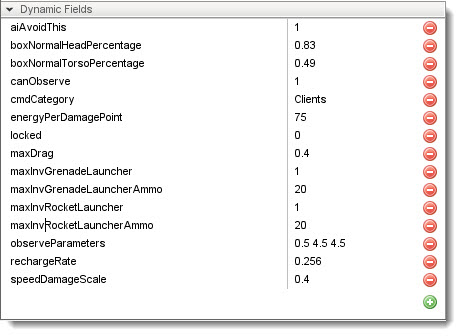 Dynamic Fields
aiAvoidThis 1
boxNormalHeadPercentage 0.83
boxNormalTorsoPercentage 0.49
canObserve 1
cmdCategory Clients
energyPerDamagePoint 75
locked 0
maxDrag 0.4
maxInvGrenadeLauncher 1
maxInvGrenadeLauncherAmmo 20
maxInvRocketLauncher 1
maxInvRocketLauncherAmmo 20
observeParameters 0.5 4.5 4.5
rechargeRate 0.256
speedDamageScale 0.4